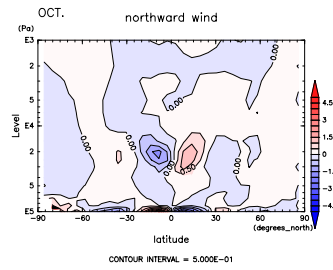 OCT.
northward wind
(Pa)
E3
2
5
E4
2
5
E5
Level
0.00
0.00
0.00
0.00
0.50
0.00
−90
−60
−30
0
30
60
90
(degrees_north)
latitude
4.5
3
1.5
0
−1.5
−3
−4.
CONTOUR INTERVAL = 5.000E−01